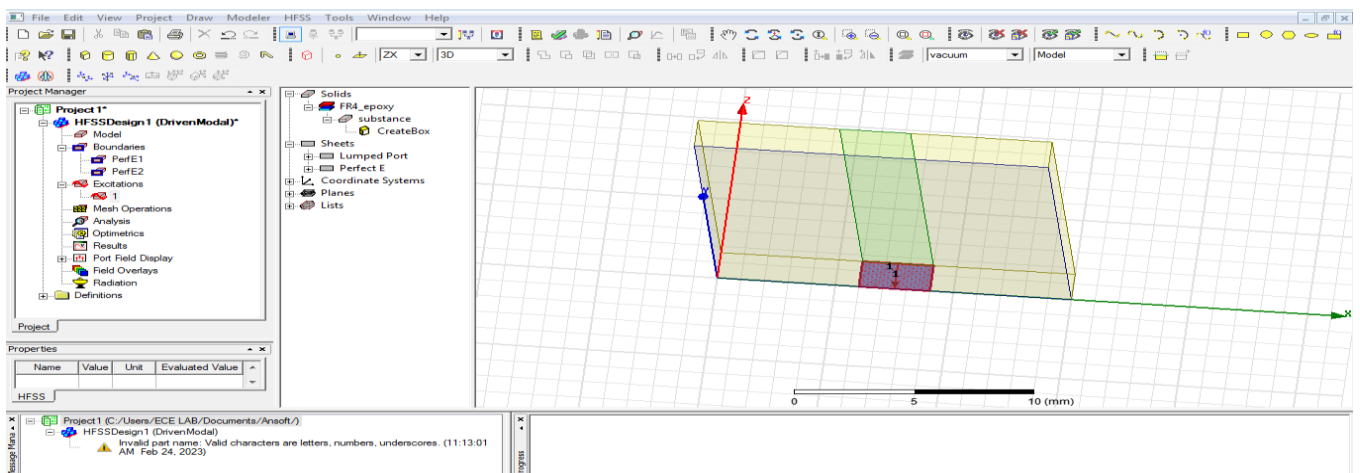 File Edit View Project Draw Modeler HFSS Tools Window Help
ZX 3D vacuum Model
Project Manager
Project1*
HFSSDesign1 (DrivenModal)*
Model
Boundaries
PerfE1
PerfE2
Excitations
1
Mesh Operations
Analysis
Optimetrics
Results
Port Field Display
Field Overlays
Radiation
Definitions
Project
Solids
FR4_epoxy
substance
CreateBox
Sheets
Lumped Port
Perfect E
Coordinate Systems
Planes
Lists
Z
Y
1
1
X
0 5 10 (mm)
Properties
Name Value Unit Evaluated Value
HFSS
Project1 (C:/Users/ECE LAB/Documents/Ansoft/)
HFSSDesign1 (DrivenModal)
Invalid part name: Valid characters are letters, numbers, underscores. (11:13:01
AM Feb 24, 2023)
Message Mana
rogress